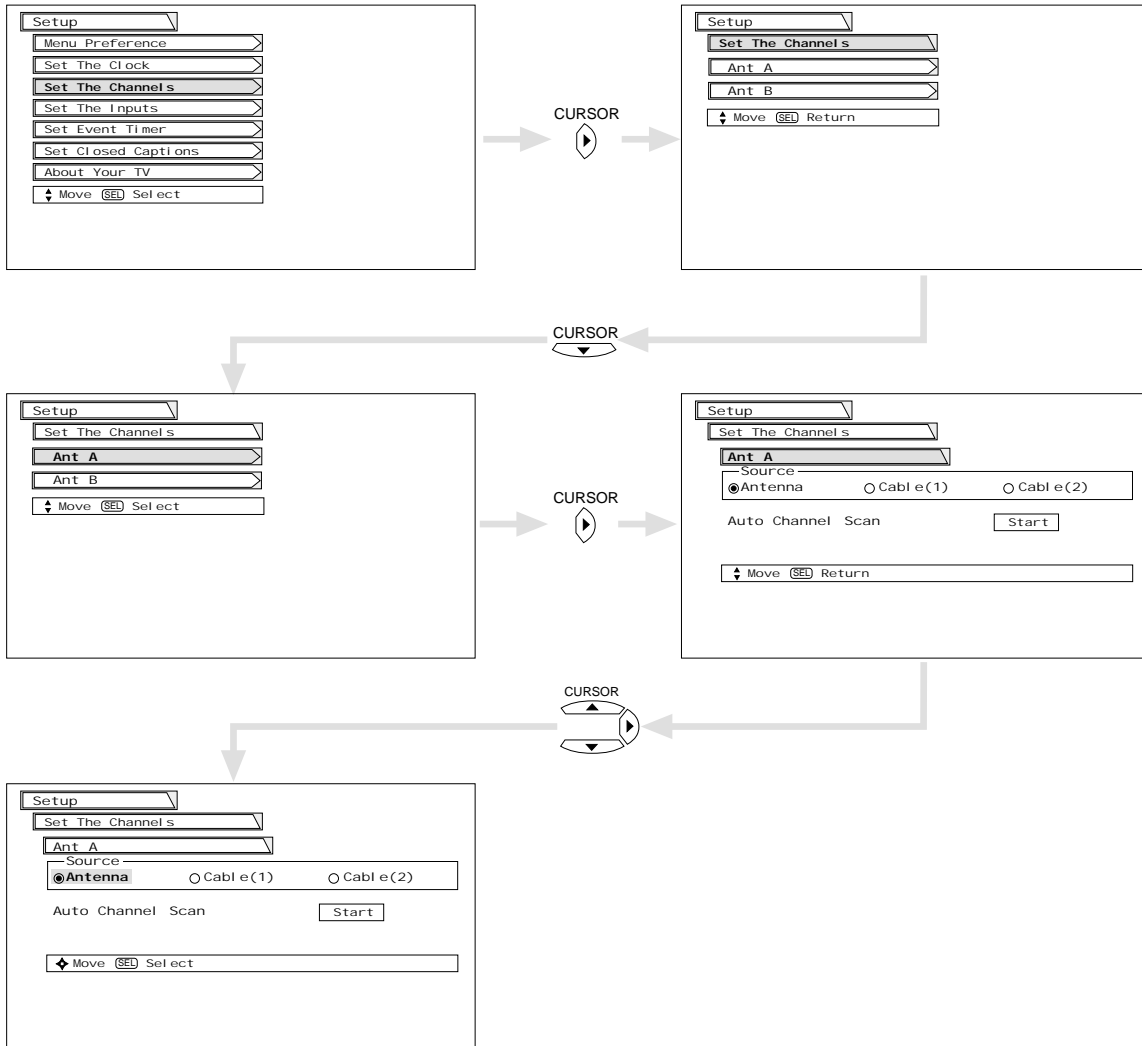 Setup
Menu Preference
Set The Clock
Set The Channels
Set The Inputs
Set Event Timer
Set Closed Captions
About Your TV
Move SEL Select
CURSOR
Setup
Set The Channels
Ant A
Ant B
Move SEL Return
CURSOR
Setup
Set The Channels
Ant A
Ant B
Move SEL Select
CURSOR
Setup
Set The Channels
Ant A
Source
Antenna Cable(1) Cable(2)
Auto Channel Scan Start
Move SEL Return
CURSOR
Setup
Set The Channels
Ant A
Source
Antenna Cable(1) Cable(2)
Auto Channel Scan Start
Move SEL Select